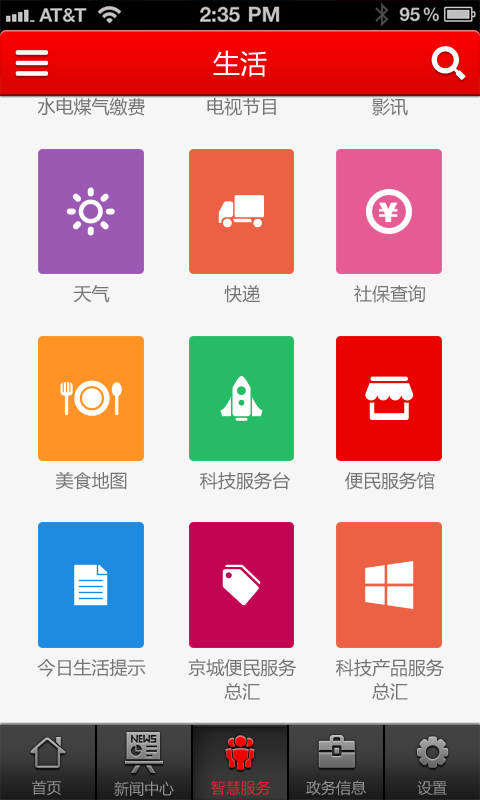 AT&T 2:35 PM 95%
生活
水电煤气缴费 电视节目 影讯
¥
天气 快递 社保查询
美食地图 科技服务台 便民服务馆
今日生活提示 京城便民服务 科技产品服务
总汇 总汇
NEWS
首页 新闻中心 智慧服务 政务信息 设置